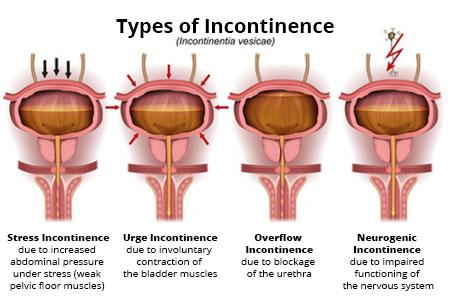 Types of Incontinence
(Incontinentia vesicae)
Stress Incontinence
due to increased
abdominal pressure
under stress (weak
pelvic floor muscles)
Urge Incontinence
due to involuntary
contraction of
the bladder muscles
Overflow
Incontinence
due to blockage
of the urethra
Neurogenic
Incontinence
due to impaired
functioning of
the nervous system